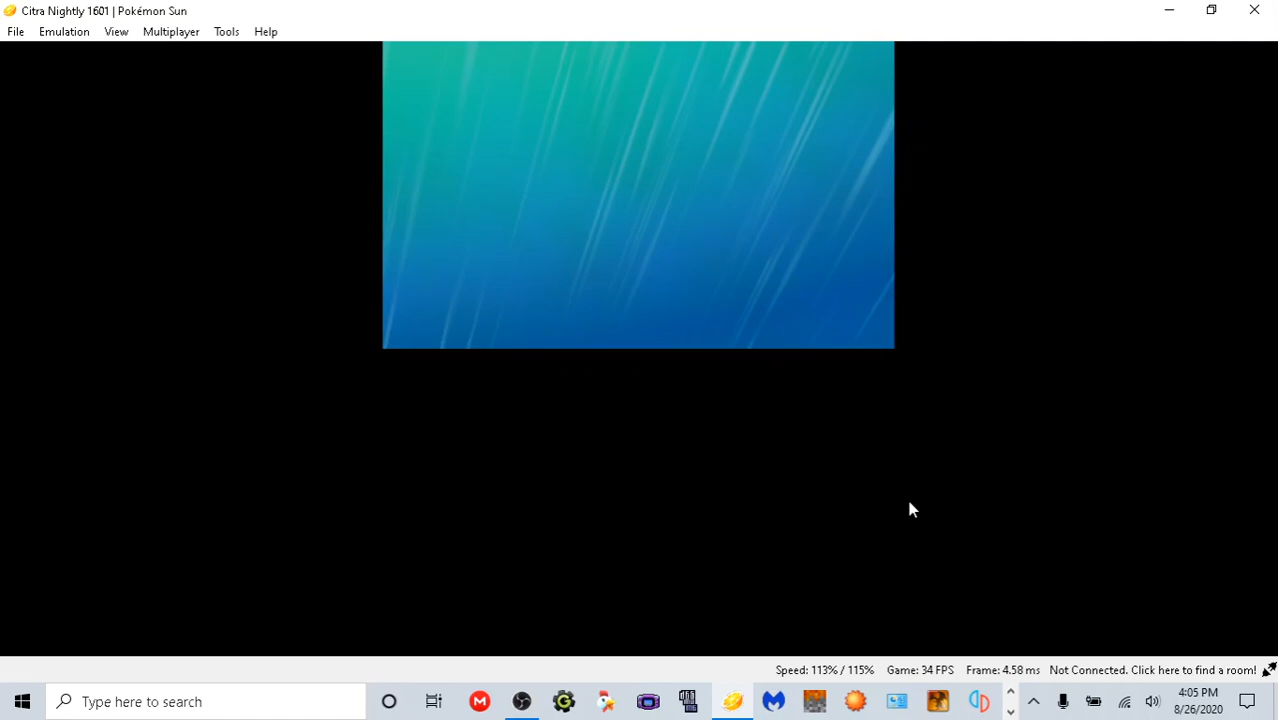 Citra Nightly 1601 | Pokémon Sun
File Emulation View Multiplayer Tools Help
Speed: 113% / 115% Game: 34 FPS Frame: 4.58 ms Not Connected. Click here to find a room!
Type here to search
4:05 PM
8/26/2020